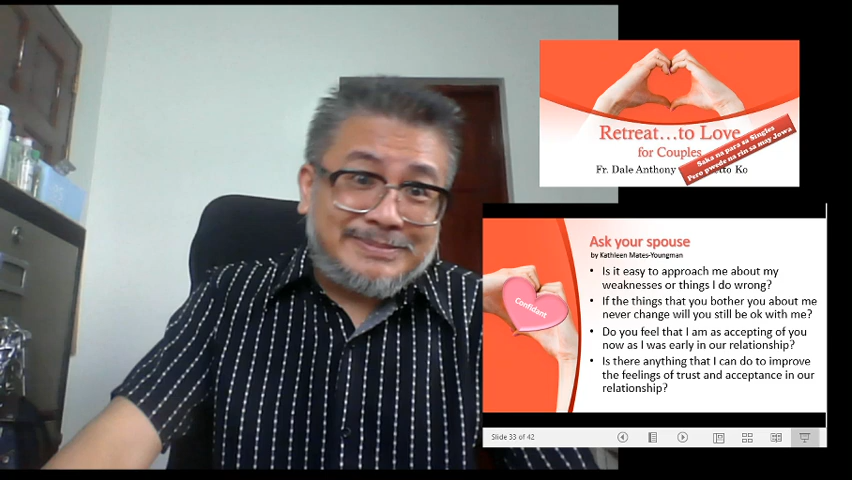 Retreat...to Love
for Couples
Saka na para sa Singles
Pero pwede na rin sa may Jowa
Fr. Dale Anthony Ko
Ask your spouse
by Kathleen Mates-Youngman
Confidant
• Is it easy to approach me about my
weaknesses or things I do wrong?
• If the things that you bother you about me
never change will you still be ok with me?
• Do you feel that I am as accepting of you
now as I was early in our relationship?
• Is there anything that I can do to improve
the feelings of trust and acceptance in our
relationship?
Slide 33 of 42